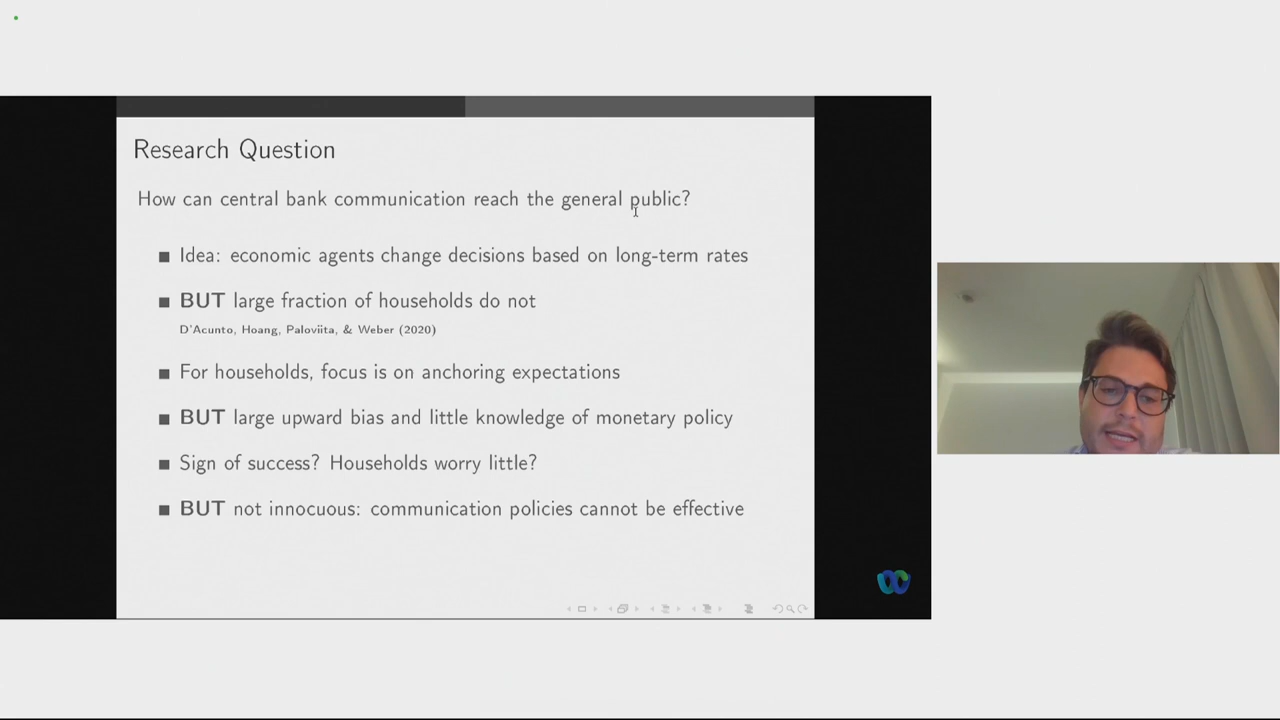 Research Question
How can central bank communication reach the general public?
■ Idea: economic agents change decisions based on long-term rates
■ BUT large fraction of households do not
D'Acunto, Hoang, Paloviita, & Weber (2020)
■ For households, focus is on anchoring expectations
■ BUT large upward bias and little knowledge of monetary policy
■ Sign of success? Households worry little?
■ BUT not innocuous: communication policies cannot be effective